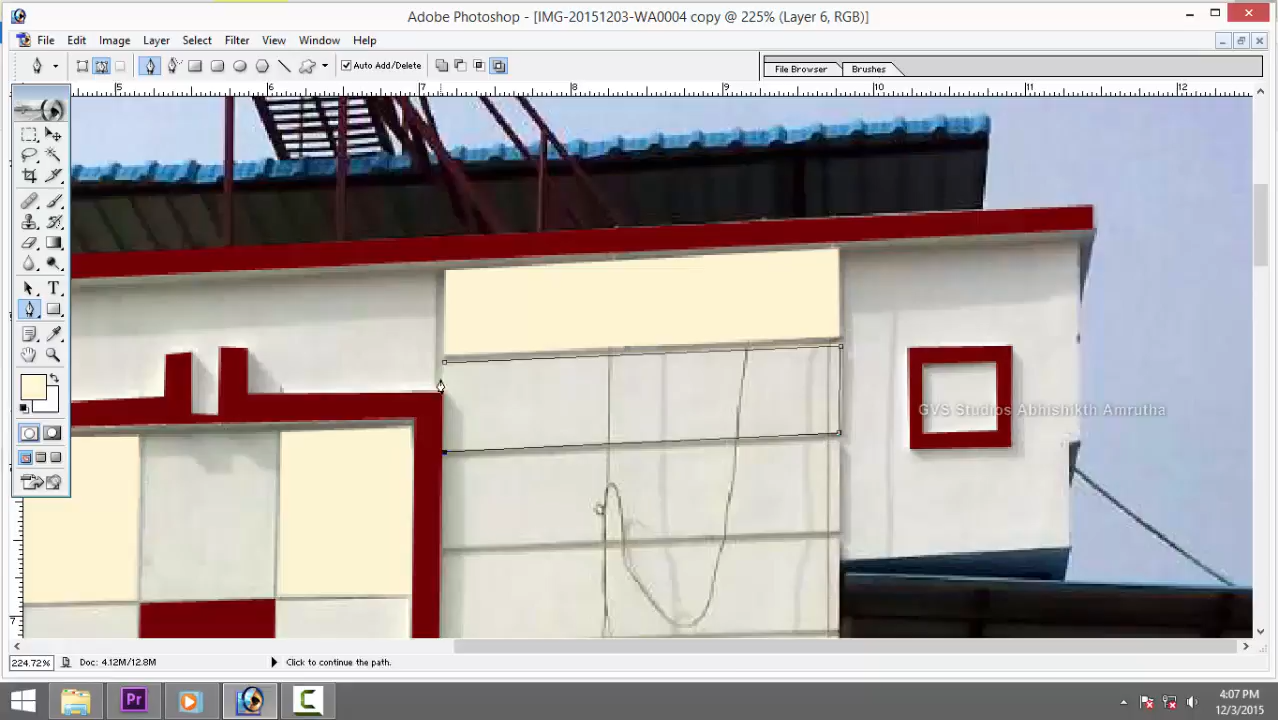 Adobe Photoshop - [IMG-20151203-WA0004 copy @ 225% (Layer 6, RGB)]
File Edit Image Layer Select Filter View Window Help
Auto Add/Delete
File Browser Brushes
5 6 7 8 9 10 11 12
T
GVS Studios Abhishikth Amrutha
7
224.72% Doc: 4.12M/12.8M Click to continue the path.
Pr
C
4:07 PM
12/3/2015